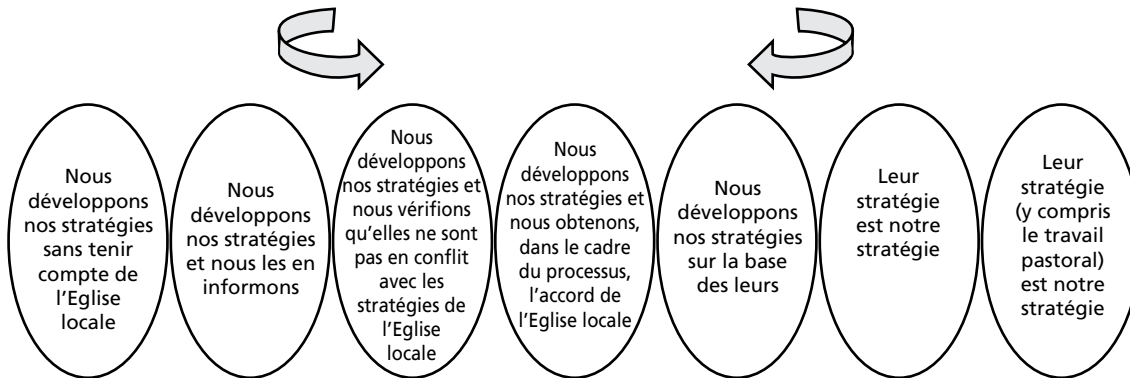 Nous
développons
nos stratégies
sans tenir
compte de
l’Eglise
locale
Nous
développons
nos stratégies
et nous les en
informons
Nous
développons
nos stratégies et
nous vérifions
qu’elles ne sont
pas en conflit
avec les
stratégies de
l’Eglise
locale
Nous
développons
nos stratégies et
nous obtenons,
dans le cadre
du processus,
l’accord de
l’Eglise locale
Nous
développons
nos stratégies
sur la base
des leurs
Leur
stratégie
est notre
stratégie
Leur
stratégie
(y compris
le travail
pastoral)
est notre
stratégie